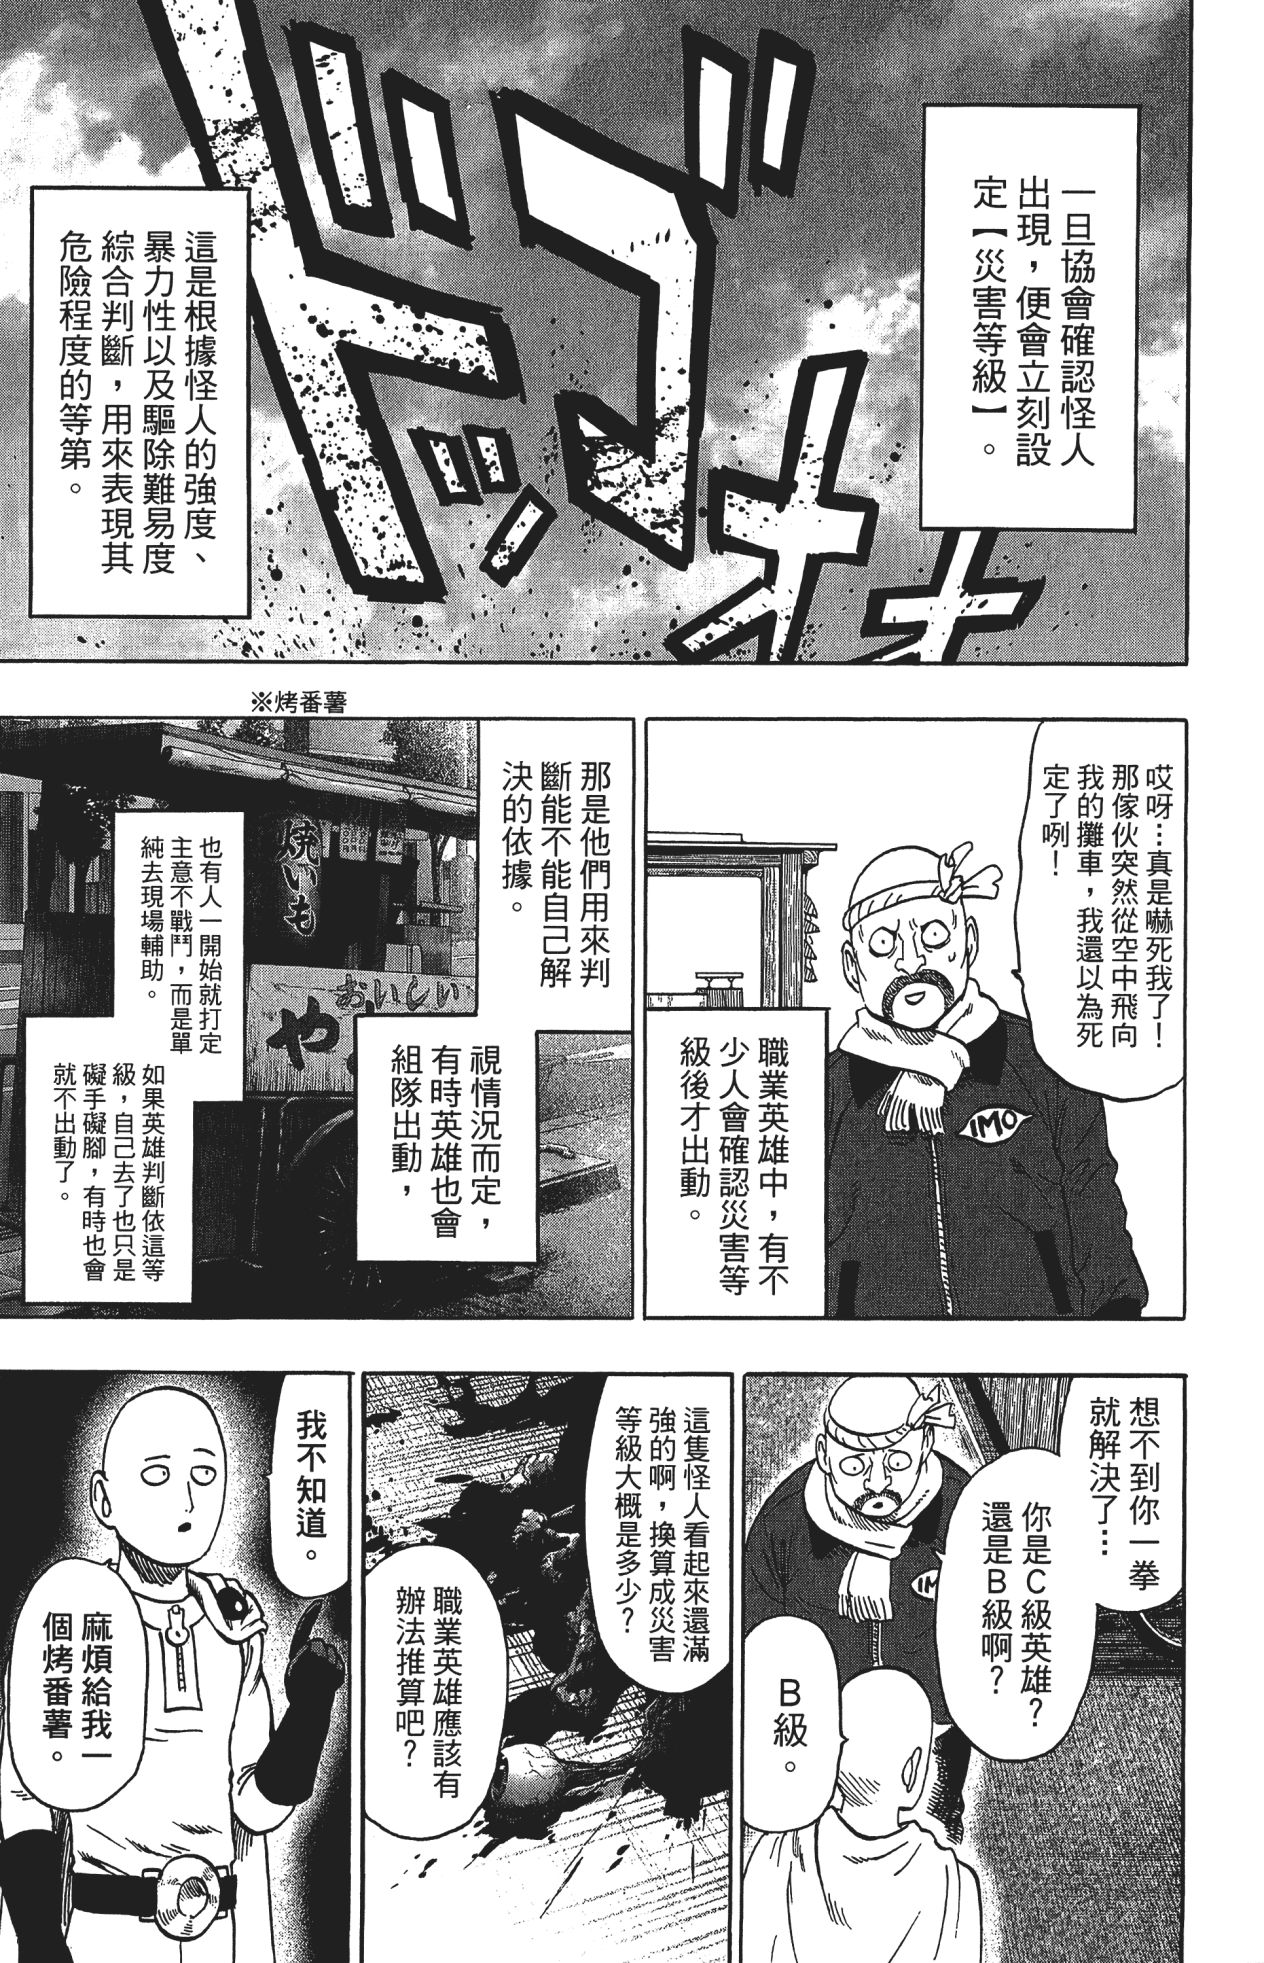 一旦協會確認怪人
出現，便會立刻設
定【災害等級】。
這是根據怪人的強度、
暴力性以及驅除難易度
綜合判斷，用來表現其
危險程度的等第。
哎呀…真是嚇死我了！
那傢伙突然從空中飛向
我的攤車，我還以為死
定了咧！
IMO
職業英雄中，有不
少人會確認災害等
級後才出動。
※烤番薯
那是他們用來判
斷能不能自己解
決的依據。
焼いも
おいしい
や
視情況而定，
有時英雄也會
組隊出動，
也有人一開始就打定
主意不戰鬥，而是單
純去現場輔助。
如果英雄判斷依這等
級，自己去了也只是
礙手礙腳，有時也會
就不出動了。
想不到你一拳
就解決了…
你是C級英雄？
還是B級啊？
IM
B級。
這隻怪人看起來還滿
強的啊，換算成災害
等級大概是多少？
職業英雄應該有
辦法推算吧？
我不知道。
麻煩給我一
個烤番薯。